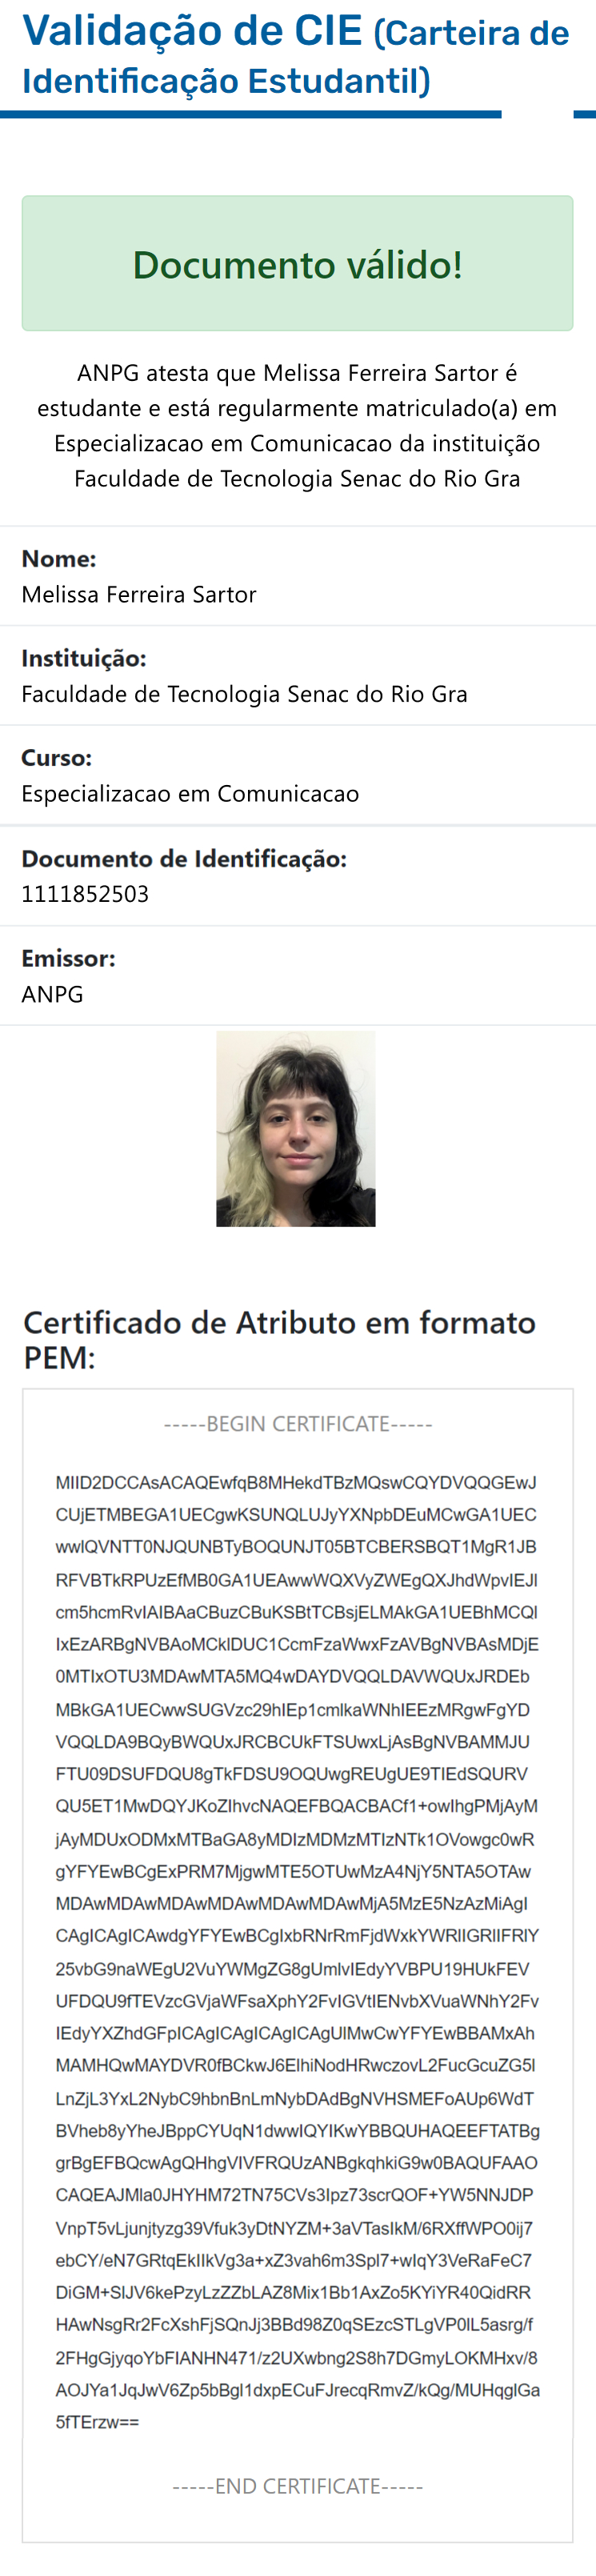 Validação de CIE (Carteira de
Identificação Estudantil)
Documento válido!
ANPG atesta que Melissa Ferreira Sartor é
estudante e está regularmente matriculado(a) em
Especializacao em Comunicacao da instituição
Faculdade de Tecnologia Senac do Rio Gra
Nome:
Melissa Ferreira Sartor
Instituição:
Faculdade de Tecnologia Senac do Rio Gra
Curso:
Especializacao em Comunicacao
Documento de Identificação:
1111852503
Emissor:
ANPG
Certificado de Atributo em formato
PEM:
-----BEGIN CERTIFICATE-----
MIID2DCCAsACAQEwfqB8MHekdTBzMQswCQYDVQQGEwJ
CUjETMBEGA1UECgwKSUNQLUJyYXNpbDEuMCwGA1UEC
wwlQVNTT0NJQUNBTyBOQUNJT05BTCBERSBQT1MgR1JB
RFVBTkRPUzEfMB0GA1UEAwwWQXVyZWEgQXJhdWpvIEJl
cm5hcmRvIAIBAaCBuzCBuKSBtTCBsjELMAkGA1UEBhMCQl
IxEzARBgNVBAoMCklDUC1CcmFzaWwxFzAVBgNVBAsMDjE
0MTIxOTU3MDAwMTA5MQ4wDAYDVQQLDAVWQUxJRDEb
MBkGA1UECwwSUGVzc29hIEp1cmlkaWNhIEEzMRgwFgYD
VQQLDA9BQyBWQUxJRCBCUkFTSUwxLjAsBgNVBAMMJU
FTU09DSUFDQU8gTkFDSU9OQUwgREUgUE9TIEdSQURV
QU5ET1MwDQYJKoZIhvcNAQEFBQACBACf1+owIhgPMjAyM
jAyMDUxODMxMTBaGA8yMDIzMDMzMTIzNTk1OVowgc0wR
gYFYEwBCgExPRM7MjgwMTE5OTUwMzA4NjY5NTA5OTAw
MDAwMDAwMDAwMDAwMDAwMDAwMjA5MzE5NzAzMiAgI
CAgICAgICAwdgYFYEwBCgIxbRNrRmFjdWxkYWRlIGRlIFRlY
25vbG9naWEgU2VuYWMgZG8gUmlvIEdyYVBPU19HUkFEV
UFDQU9fTEVzcGVjaWFsaXphY2FvIGVtIENvbXVuaWNhY2Fv
IEdyYXZhdGFpICAgICAgICAgICAgUlMwCwYFYEwBBAMxAh
MAMHQwMAYDVR0fBCkwJ6ElhiNodHRwczovL2FucGcuZG5l
LnZjL3YxL2NybC9hbnBnLmNybDAdBgNVHSMEFoAUp6WdT
BVheb8yYheJBppCYUqN1dwwIQYIKwYBBQUHAQEEFTATBg
grBgEFBQcwAgQHhgVIVFRQUzANBgkqhkiG9w0BAQUFAAO
CAQEAJMla0JHYHM72TN75CVs3Ipz73scrQOF+YW5NNJDP
VnpT5vLjunjtyzg39Vfuk3yDtNYZM+3aVTasIkM/6RXffWPO0ij7
ebCY/eN7GRtqEkIIkVg3a+xZ3vah6m3Spl7+wIqY3VeRaFeC7
DiGM+SIJV6kePzyLzZZbLAZ8Mix1Bb1AxZo5KYiYR40QidRR
HAwNsgRr2FcXshFjSQnJj3BBd98Z0qSEzcSTLgVP0IL5asrg/f
2FHgGjyqoYbFIANHN471/z2UXwbng2S8h7DGmyLOKMHxv/8
AOJYa1JqJwV6Zp5bBgl1dxpECuFJrecqRmvZ/kQg/MUHqglGa
5fTErzw==
-----END CERTIFICATE-----